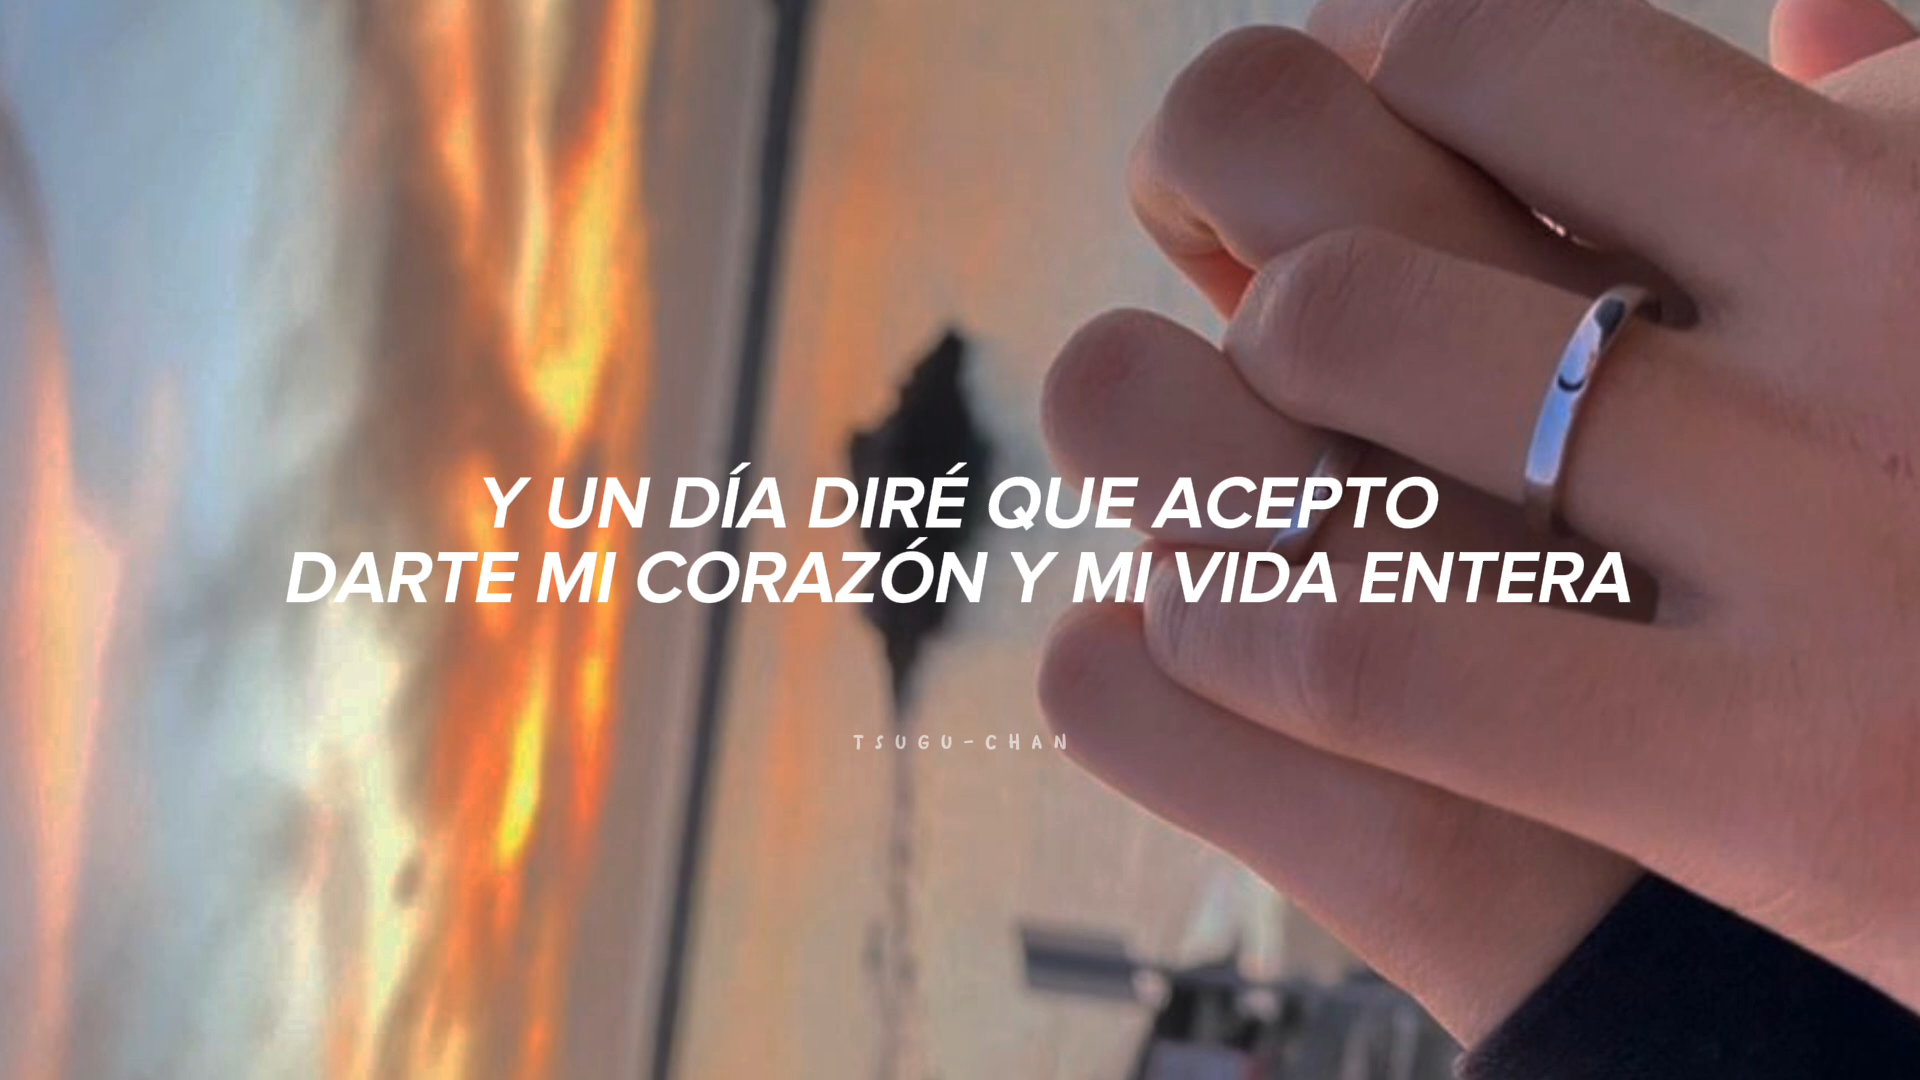 Y UN DÍA DIRÉ QUE ACEPTO
DARTE MI CORAZÓN Y MI VIDA ENTERA
TSUGU-CHAN